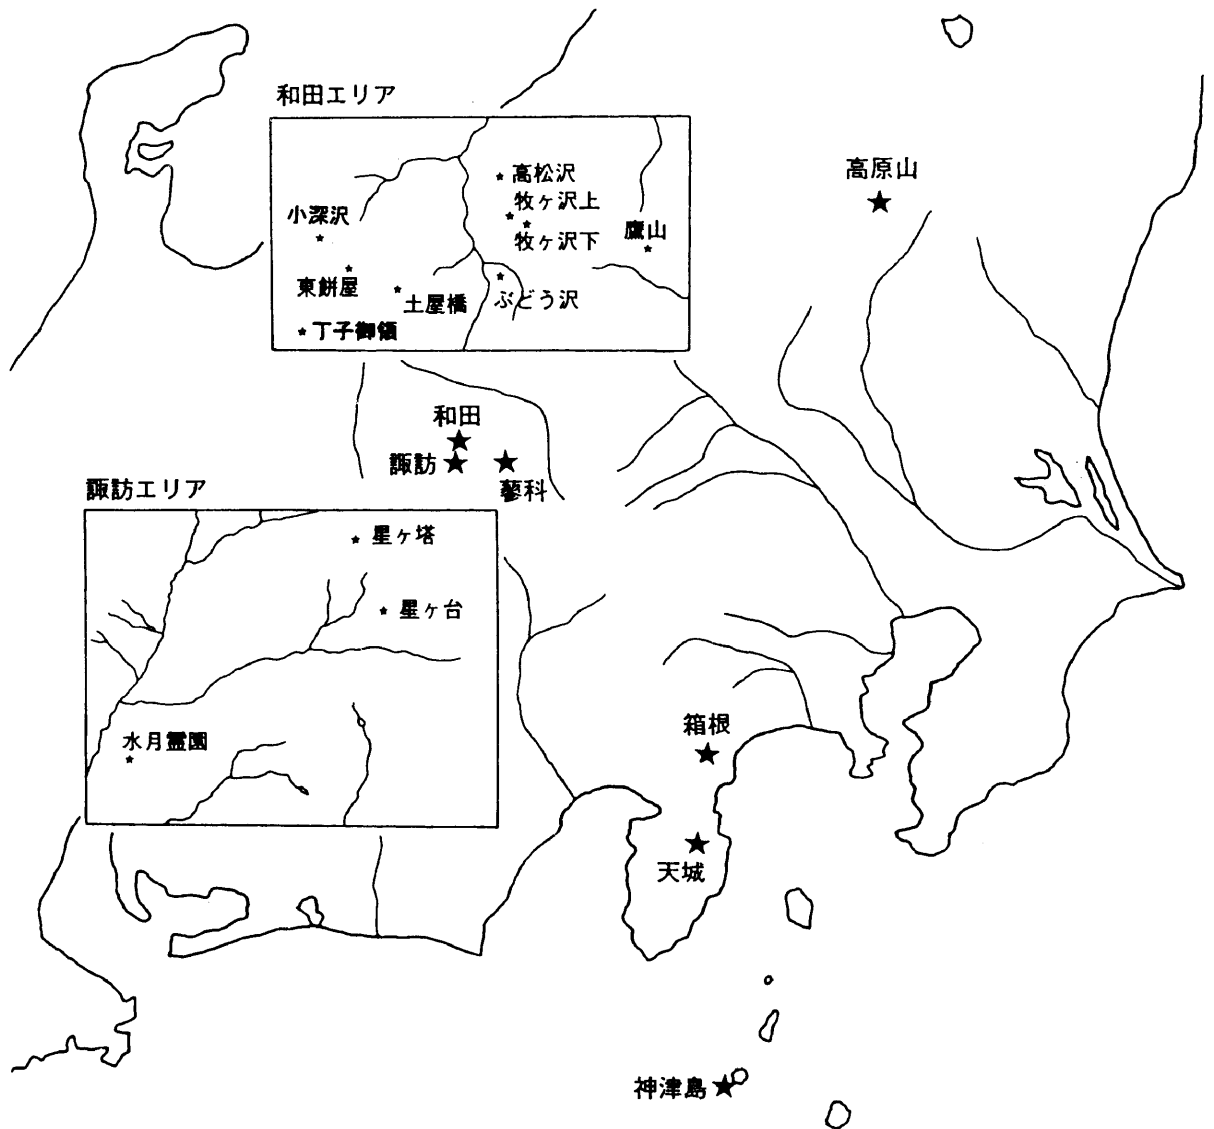 和田エリア
高松沢
牧ヶ沢上
小深沢
鷹山
牧ヶ沢下
東餅屋
ぶどう沢
土屋橋
丁子御領
高原山
和田
諏訪
蓼科
諏訪エリア
星ヶ塔
星ヶ台
水月霊園
箱根
天城
神津島